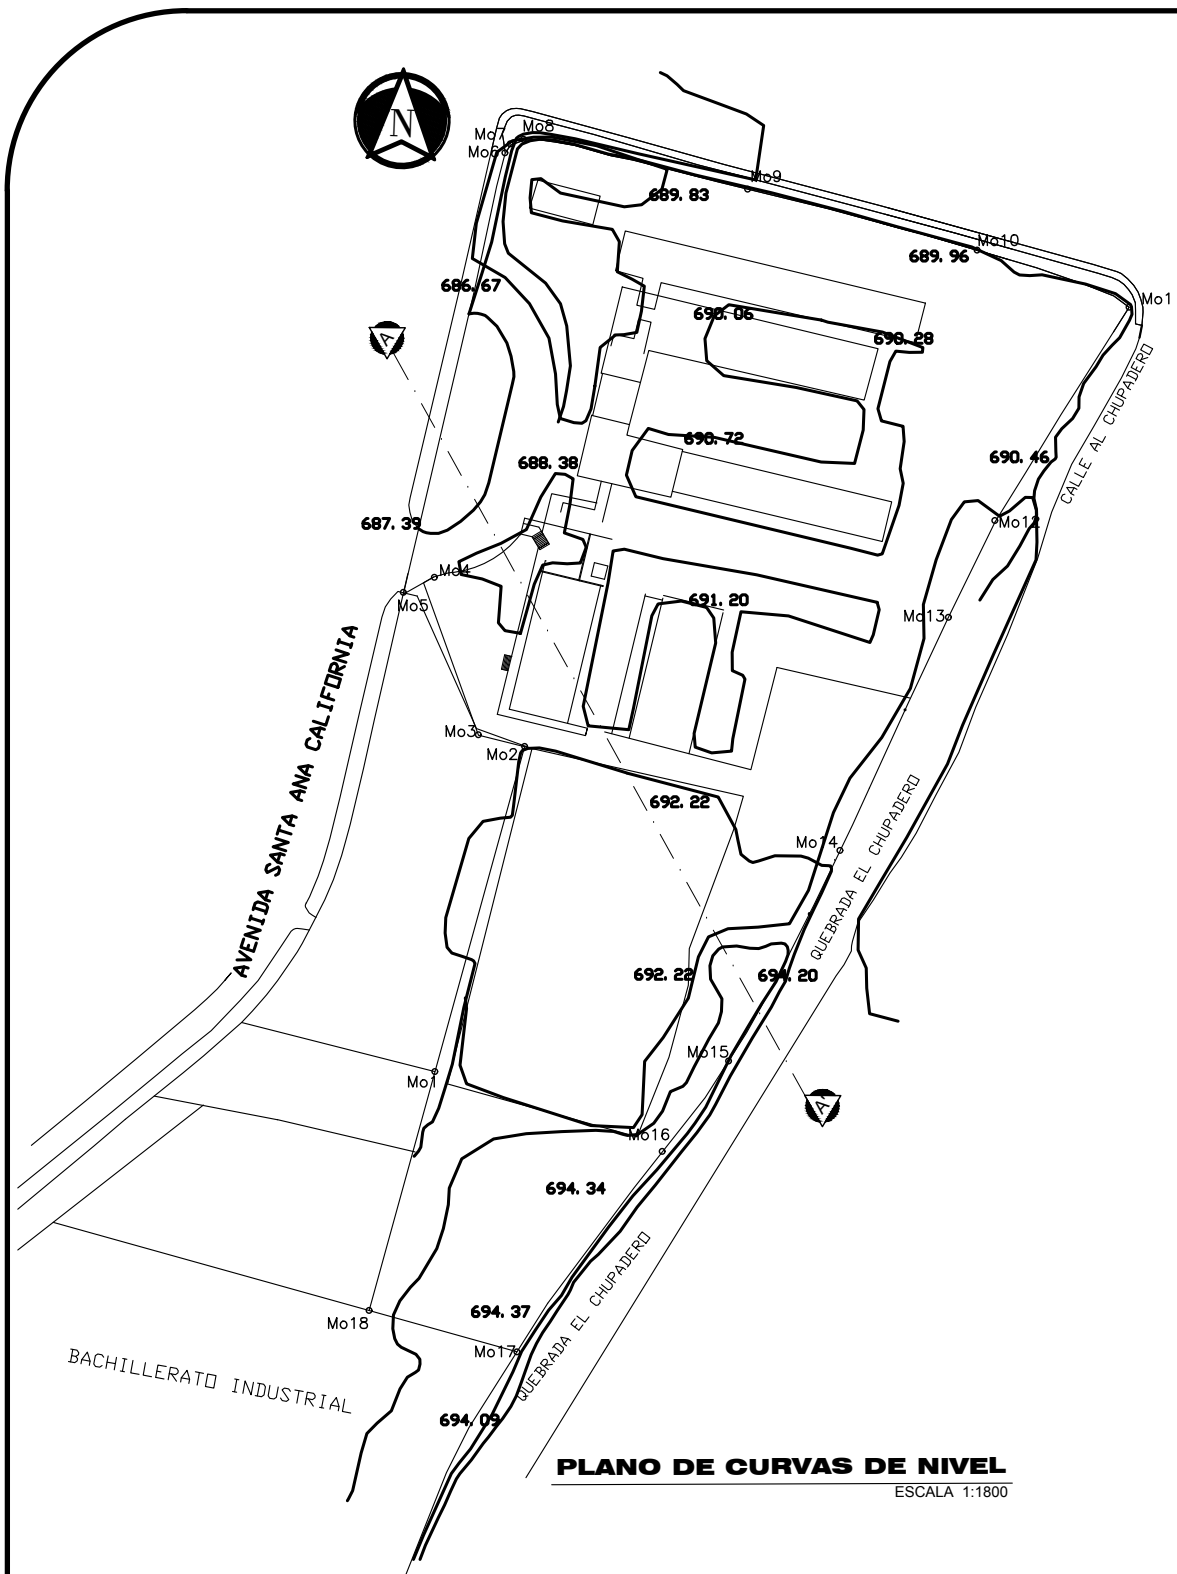 N
Mo7
Mo8
Mo6
Mo9
689.83
Mo10
689.96
686.67
Mo1
690.06
690.28
A
CALLE AL CHUPADERO
690.72
690.46
688.38
687.39
Mo12
Mo4
Mo5
691.20
Mo13
AVENIDA SANTA ANA CALIFORNIA
Mo3
Mo2
692.22
Mo14
QUEBRADA EL CHUPADERO
692.22
694.20
Mo15
Mo1
A'
Mo16
694.34
QUEBRADA EL CHUPADERO
694.37
Mo18
Mo17
BACHILLERATO INDUSTRIAL
694.09
PLANO DE CURVAS DE NIVEL
ESCALA 1:1800